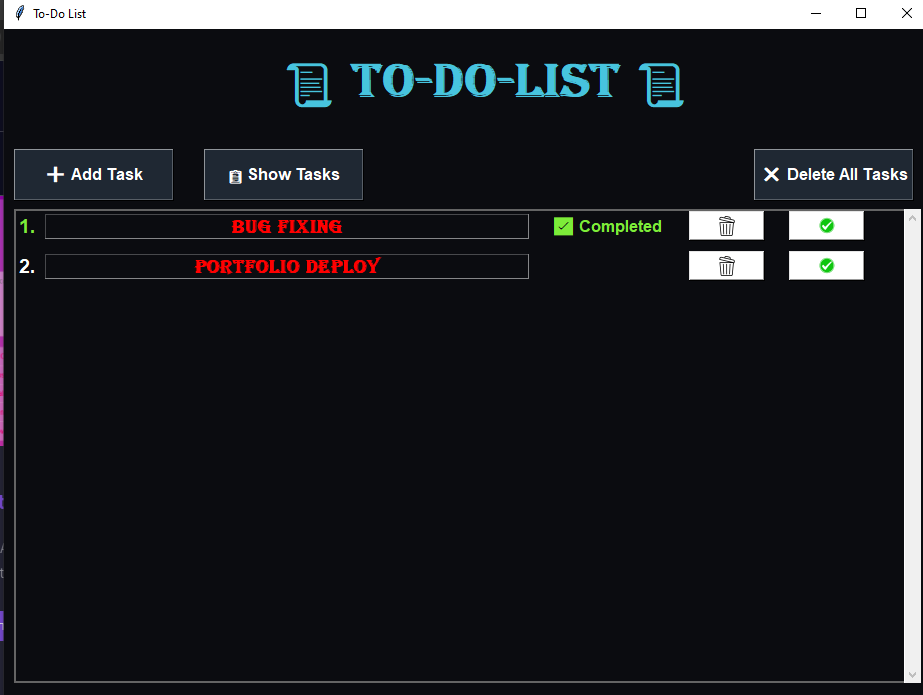 To-Do List
TO-DO-LIST
Add Task
Show Tasks
Delete All Tasks
1. BUG FIXING Completed
2. PORTFOLIO DEPLOY